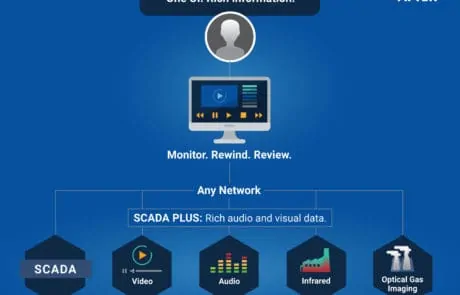 One UI. Rich Information.
AFTER
Monitor. Rewind. Review.
Any Network
SCADA PLUS: Rich audio and visual data.
SCADA
Video
Audio
Infrared
Optical Gas
Imaging